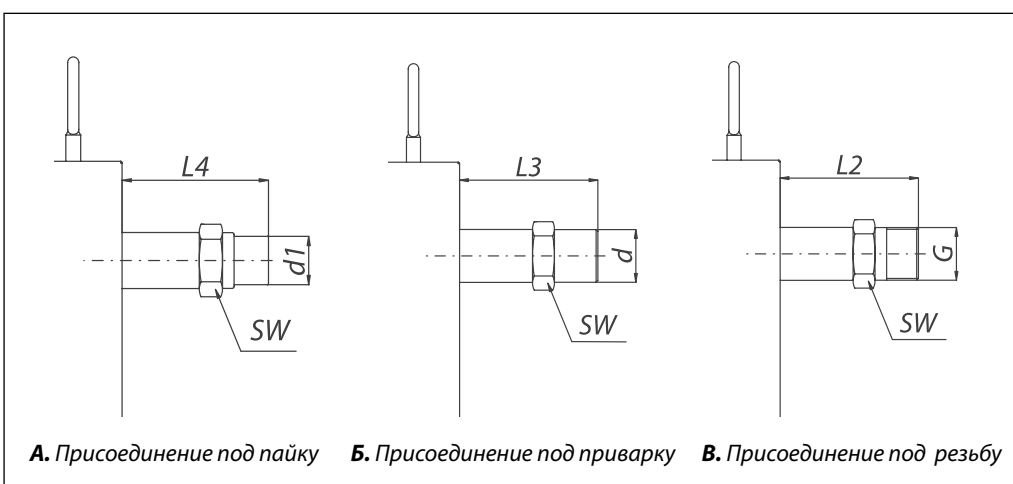 L4
d1
SW
L3
d
SW
L2
G
SW
А. Присоединение под пайку
Б. Присоединение под приварку
В. Присоединение под резьбу